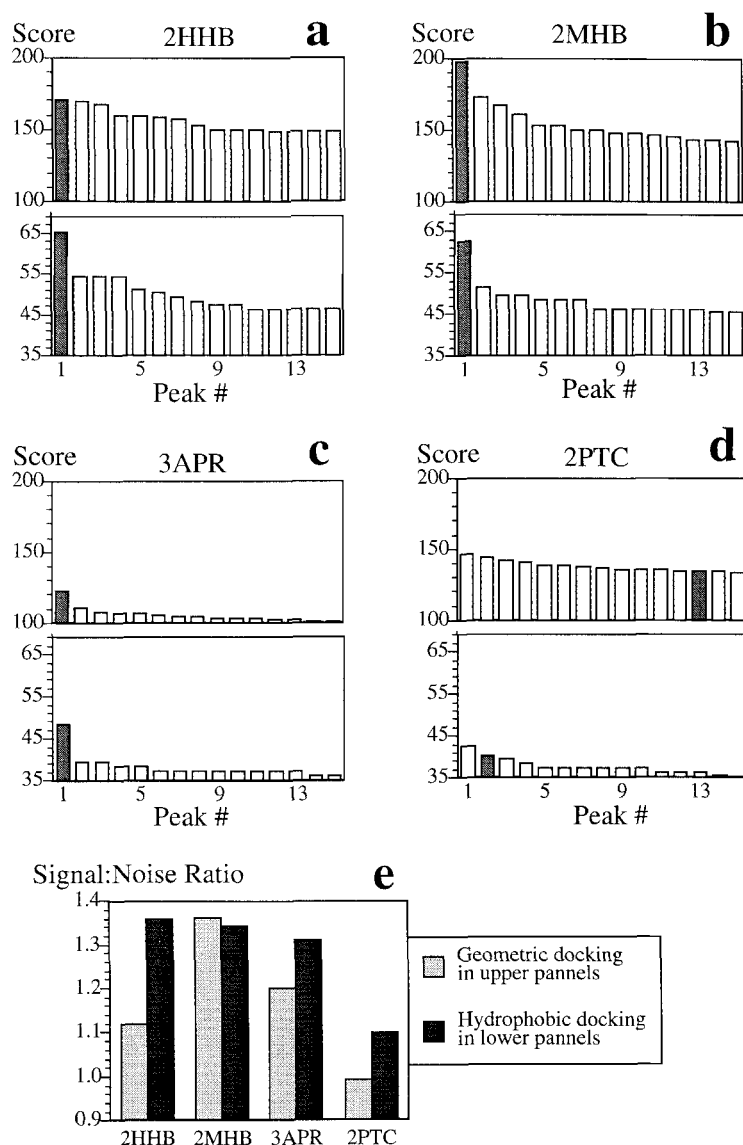 Score 2HHB a
200
150
100
65
55
45
35
1 5 9 13
Peak #
Score 2MHB b
200
150
100
65
55
45
35
1 5 9 13
Peak #
Score 3APR c
200
150
100
65
55
45
35
1 5 9 13
Peak #
Score 2PTC d
200
150
100
65
55
45
35
1 5 9 13
Peak #
Signal:Noise Ratio e
1.4
1.3
1.2
1.1
1.0
0.9
2HHB 2MHB 3APR 2PTC
Geometric docking
in upper pannels
Hydrophobic docking
in lower pannels